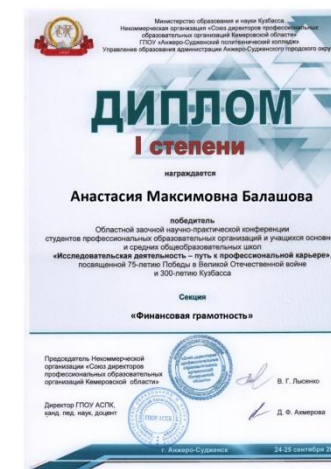 Министерство образования и науки Кузбасса
Некоммерческая организация «Союз директоров профессиональных
образовательных организаций Кемеровской области»
ГПОУ «Анжеро-Судженский политехнический колледж»
Управление образования администрации Анжеро-Судженского городского окру
ДИПЛОМ
I степени
награждается
Анастасия Максимовна Балашова
победитель
Областной заочной научно-практической конференции
студентов профессиональных образовательных организаций и учащихся основн
и средних общеобразовательных школ
«Исследовательская деятельность – путь к профессиональной карьере»,
посвященной 75-летию Победы в Великой Отечественной войне
и 300-летию Кузбасса
Секция
«Финансовая грамотность»
Председатель Некоммерческой
организации «Союз директоров
профессиональных образовательных
организаций Кемеровской области»
В. Г. Лысенко
Директор ГПОУ АСПК,
канд. пед. наук, доцент
Д. Ф. Ахмерова
г. Анжеро-Судженск
24-25 сентября 20